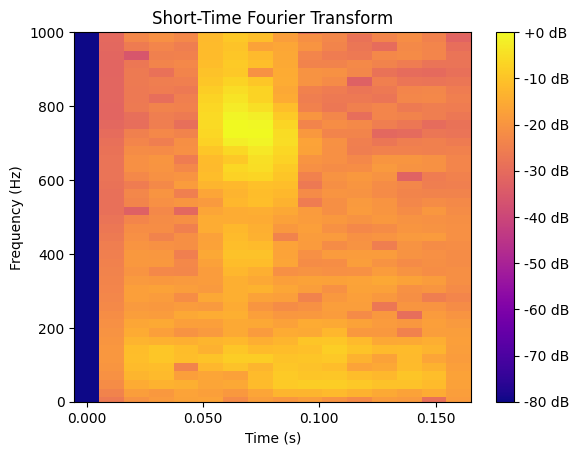 Short-Time Fourier Transform
1000
800
600
400
200
0
Frequency (Hz)
0.000
0.050
0.100
0.150
Time (s)
+0 dB
-10 dB
-20 dB
-30 dB
-40 dB
-50 dB
-60 dB
-70 dB
-80 dB